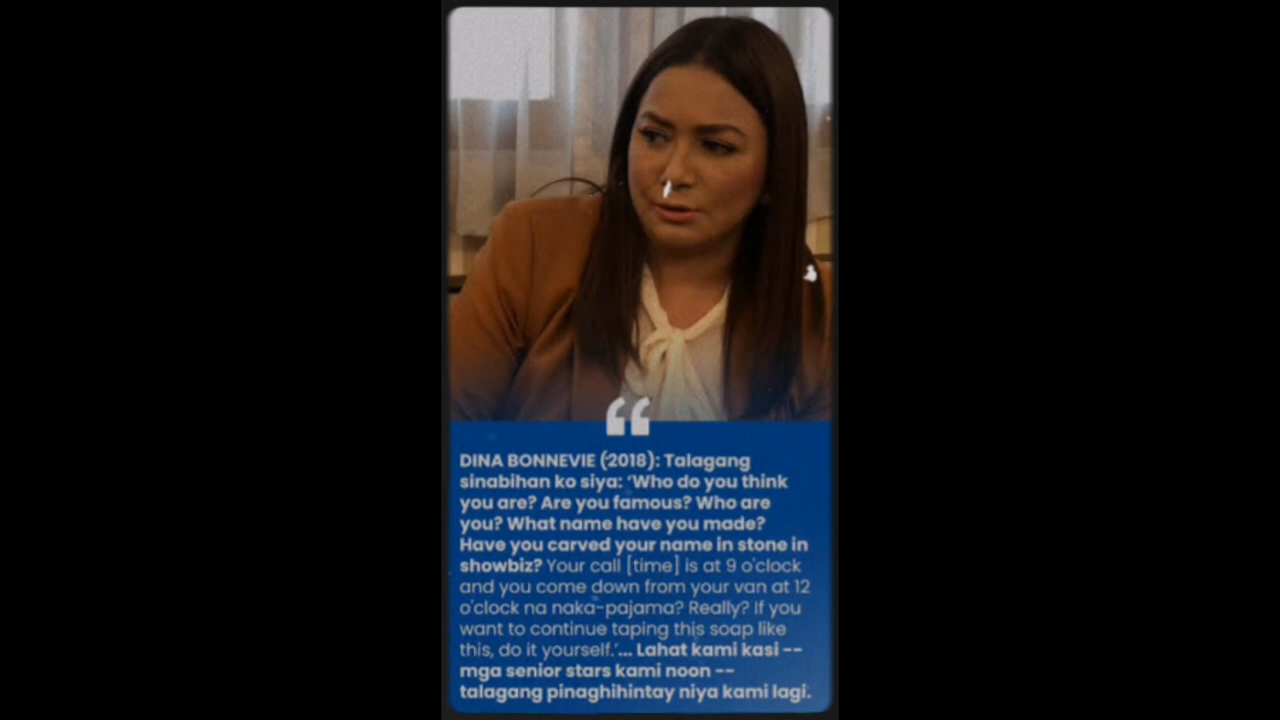 DINA BONNEVIE (2018): Talagang
sinabihan ko siya: ‘Who do you think
you are? Are you famous? Who are
you? What name have you made?
Have you carved your name in stone in
showbiz? Your call [time] is at 9 o'clock
and you come down from your van at 12
o'clock na naka-pajama? Really? If you
want to continue taping this soap like
this, do it yourself.’... Lahat kami kasi --
mga senior stars kami noon --
talagang pinaghihintay niya kami lagi.